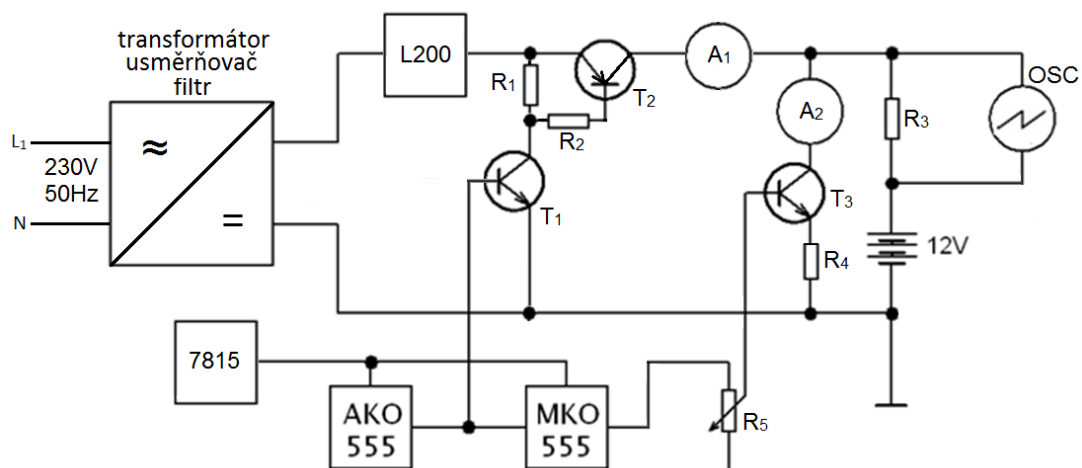 transformátor
usměrňovač
filtr
L1
230V
50Hz
N
≈
=
L200
R1
R2
T2
T1
A1
A2
T3
R4
R3
OSC
12V
7815
AKO
555
MKO
555
R5